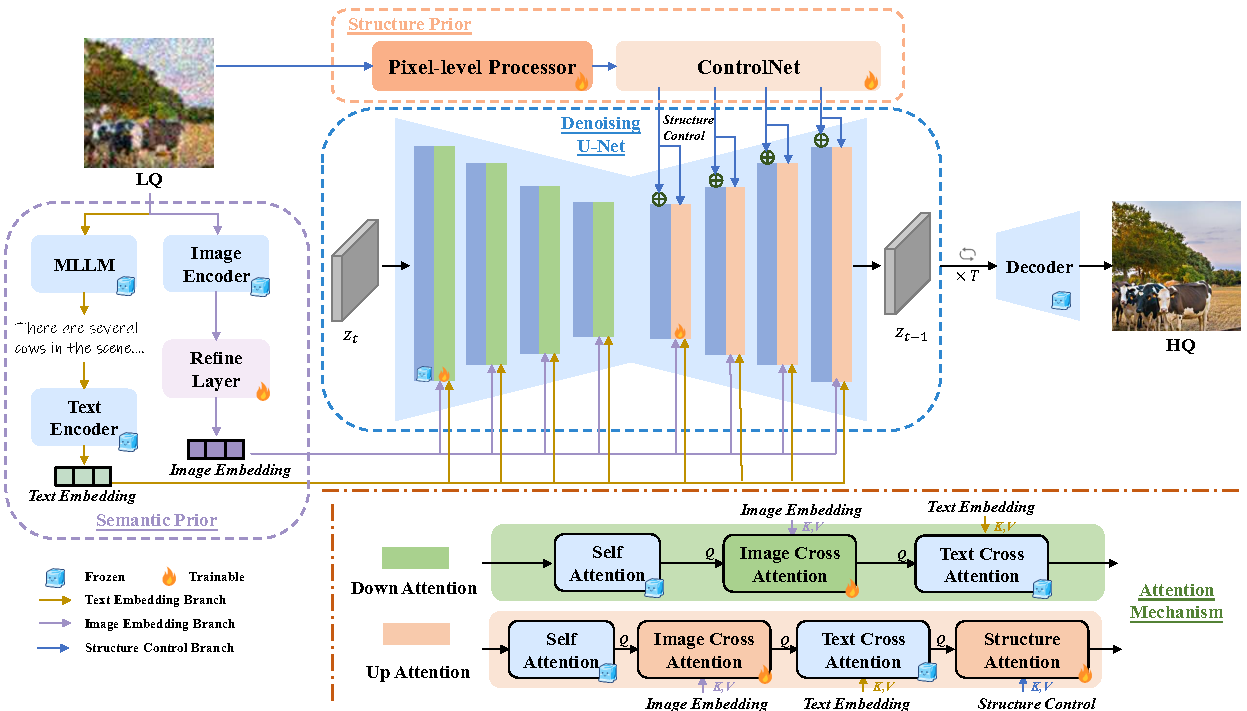 Structure Prior
Pixel-level Processor
ControlNet
LQ
Denoising
U-Net
Structure
Control
MLLM
Image
Encoder
There are several
cows in the scene....
Refine
Layer
Text
Encoder
Image Embedding
Text Embedding
Semantic Prior
Z_t
Z_{t-1}
× T
Decoder
HQ
Frozen
Trainable
Text Embedding Branch
Image Embedding Branch
Structure Control Branch
Down Attention
Image Embedding
K,V
Text Embedding
K,V
Self
Attention
Q
Image Cross
Attention
Q
Text Cross
Attention
Up Attention
Self
Attention
Q
Image Cross
Attention
Q
Text Cross
Attention
Q
Structure
Attention
K,V
Image Embedding
K,V
Text Embedding
K,V
Structure Control
Attention
Mechanism